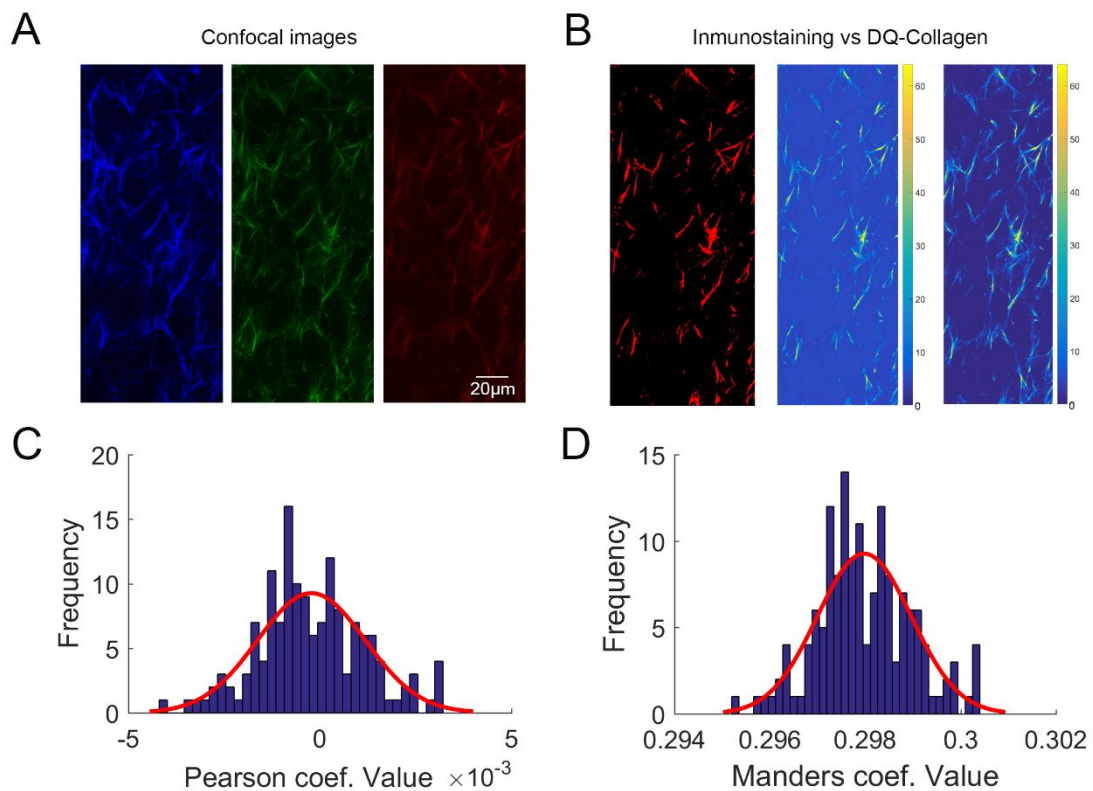 A
Confocal images
20μm
B
Inmunostaining vs DQ-Collagen
60
50
40
30
20
10
0
60
50
40
30
20
10
0
C
20
15
10
5
0
Frequency
-5 0 5
Pearson coef. Value ×10⁻³
D
15
10
5
0
Frequency
0.294 0.296 0.298 0.3 0.302
Manders coef. Value